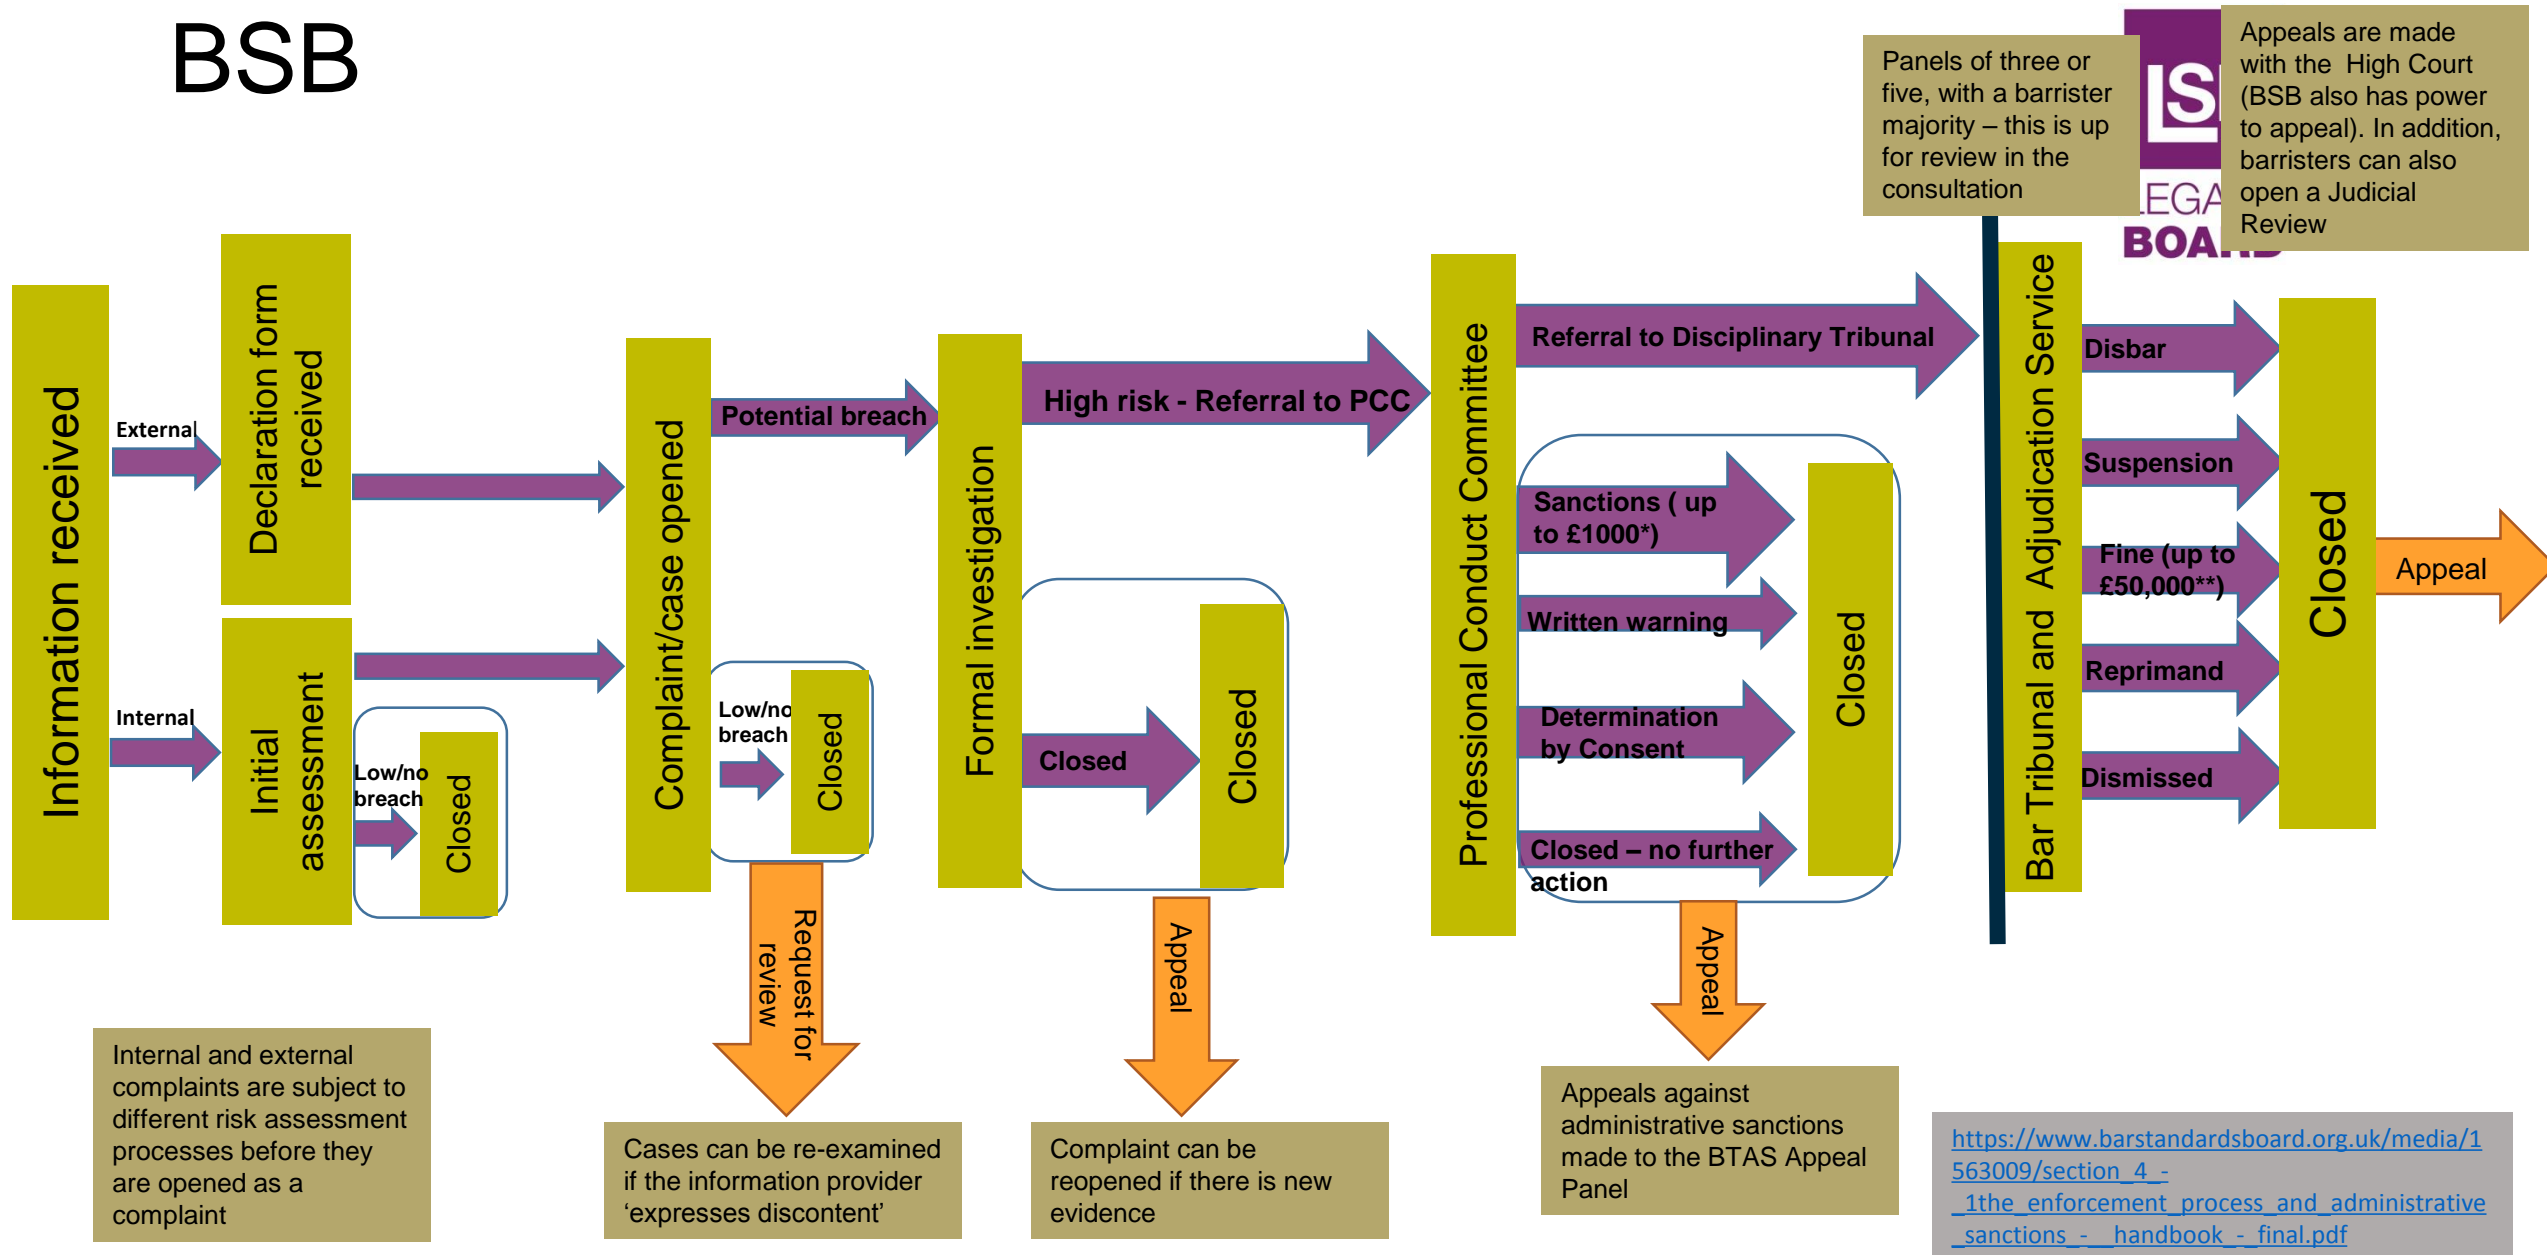 BSB
Panels of three or
five, with a barrister
majority – this is up
for review in the
consultation
Appeals are made
with the High Court
(BSB also has power
to appeal). In addition,
barristers can also
open a Judicial
Review
BOARD
Information received
External
Internal
Declaration form
received
Initial
assessment
Low/no
breach
Closed
Complaint/case opened
Potential breach
Low/no
breach
Closed
Request for
review
Formal investigation
High risk - Referral to PCC
Closed
Closed
Appeal
Professional Conduct Committee
Referral to Disciplinary Tribunal
Sanctions ( up
to £1000*)
Written warning
Determination
by Consent
Closed – no further
action
Closed
Appeal
Bar Tribunal and Adjudication Service
Disbar
Suspension
Fine (up to
£50,000**)
Reprimand
Dismissed
Closed
Appeal
Internal and external
complaints are subject to
different risk assessment
processes before they
are opened as a
complaint
Cases can be re-examined
if the information provider
‘expresses discontent’
Complaint can be
reopened if there is new
evidence
Appeals against
administrative sanctions
made to the BTAS Appeal
Panel
https://www.barstandardsboard.org.uk/media/1
563009/section_4_-
_1the_enforcement_process_and_administrative
_sanctions_-__handbook_-_final.pdf